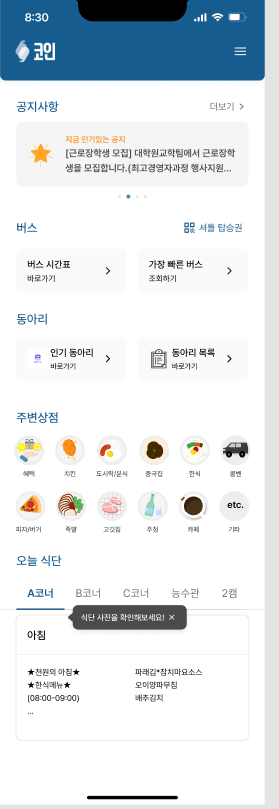 8:30
코인
공지사항
더보기 >
지금 인기있는 공지
[근로장학생 모집] 대학원교학팀에서 근로장학
생을 모집합니다.(최고경영자과정 행사지원...
버스
셔틀 탑승권
버스 시간표
바로가기
가장 빠른 버스
조회하기
동아리
인기 동아리
바로가기
동아리 목록
바로가기
주변상점
혜택
치킨
도시락/분식
중국집
한식
콜벤
피자/버거
족발
고깃집
주점
카페
etc.
기타
오늘 식단
A코너
B코너
C코너
능수관
2캠
식단 사진을 확인해보세요! ×
아침
★천원의 아침★
★한식메뉴★
(08:00-09:00)
...
파래김*참치마요소스
오이양파무침
배추김치